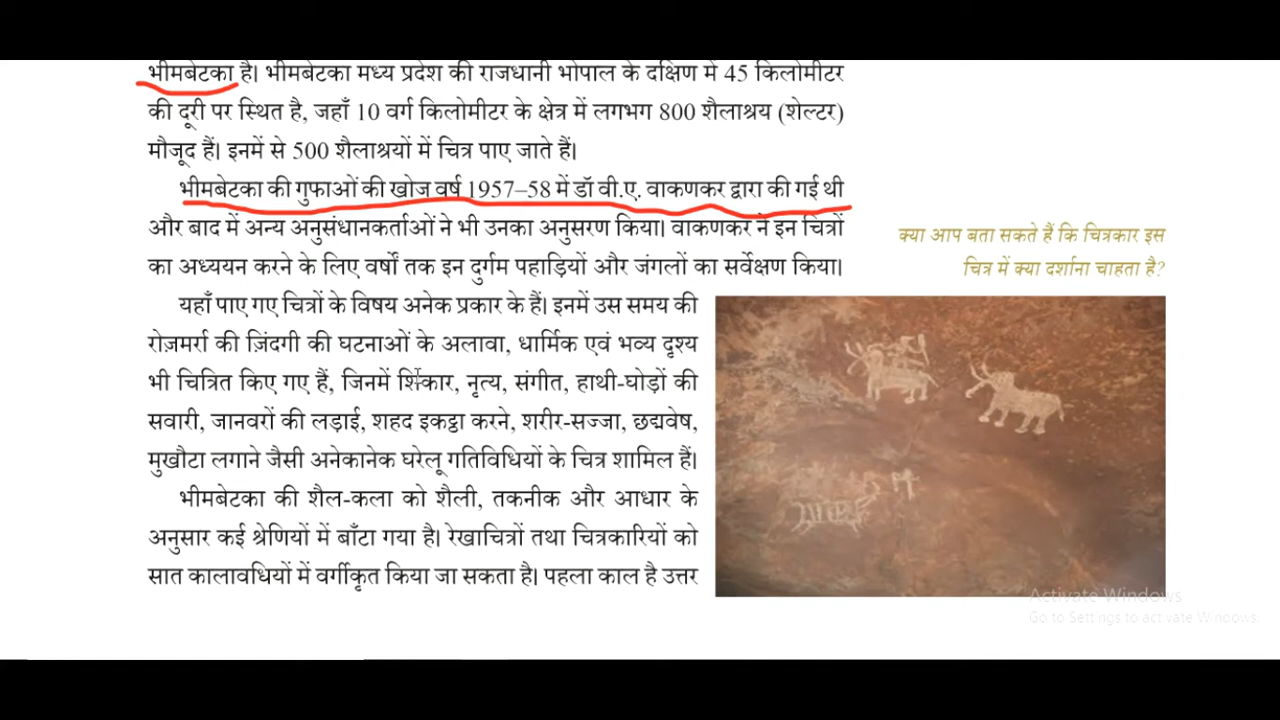 भीमबेटका है। भीमबेटका मध्य प्रदेश की राजधानी भोपाल के दक्षिण में 45 किलोमीटर
की दूरी पर स्थित है, जहाँ 10 वर्ग किलोमीटर के क्षेत्र में लगभग 800 शैलाश्रय (शेल्टर)
मौजूद हैं। इनमें से 500 शैलाश्रयों में चित्र पाए जाते हैं।
भीमबेटका की गुफाओं की खोज वर्ष 1957–58 में डॉ वी.ए. वाकणकर द्वारा की गई थी
और बाद में अन्य अनुसंधानकर्ताओं ने भी उनका अनुसरण किया। वाकणकर ने इन चित्रों
का अध्ययन करने के लिए वर्षों तक इन दुर्गम पहाड़ियों और जंगलों का सर्वेक्षण किया।
यहाँ पाए गए चित्रों के विषय अनेक प्रकार के हैं। इनमें उस समय की
रोज़मर्रा की ज़िंदगी की घटनाओं के अलावा, धार्मिक एवं भव्य दृश्य
भी चित्रित किए गए हैं, जिनमें शिकार, नृत्य, संगीत, हाथी-घोड़ों की
सवारी, जानवरों की लड़ाई, शहद इकट्ठा करने, शरीर-सज्जा, छद्मवेष,
मुखौटा लगाने जैसी अनेकानेक घरेलू गतिविधियों के चित्र शामिल हैं।
भीमबेटका की शैल-कला को शैली, तकनीक और आधार के
अनुसार कई श्रेणियों में बाँटा गया है। रेखाचित्रों तथा चित्रकारियों को
सात कालावधियों में वर्गीकृत किया जा सकता है। पहला काल है उत्तर
क्या आप बता सकते हैं कि चित्रकार इस
चित्र में क्या दर्शाना चाहता है?
Activate Windows
Go to Settings to activate Windows.